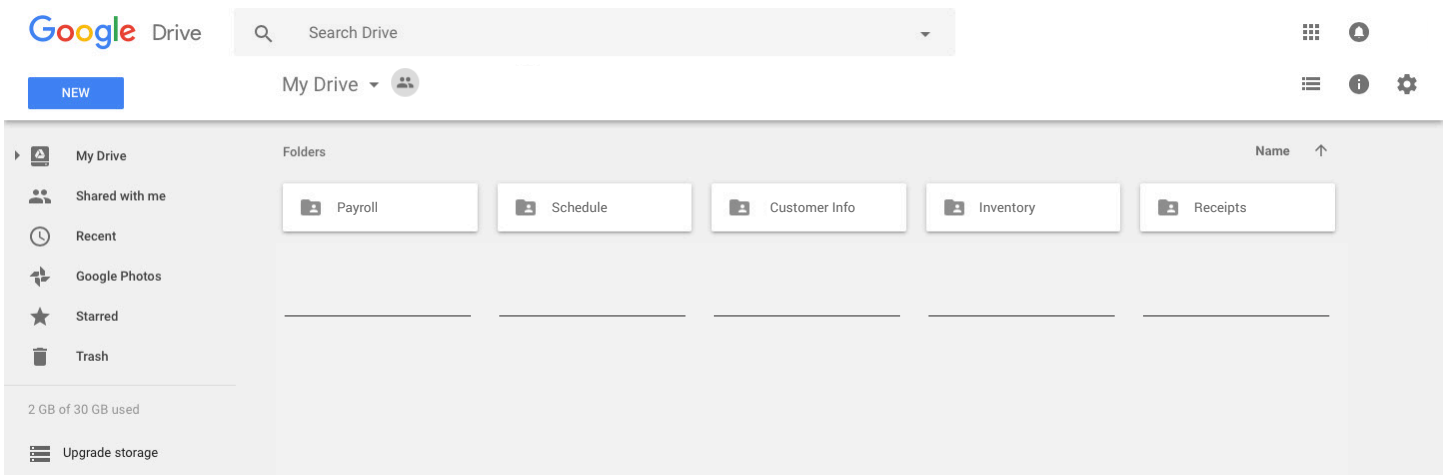 Google Drive
Search Drive
NEW
My Drive
My Drive
Folders
Name
Shared with me
Payroll
Schedule
Customer Info
Inventory
Receipts
Recent
Google Photos
Starred
Trash
2 GB of 30 GB used
Upgrade storage